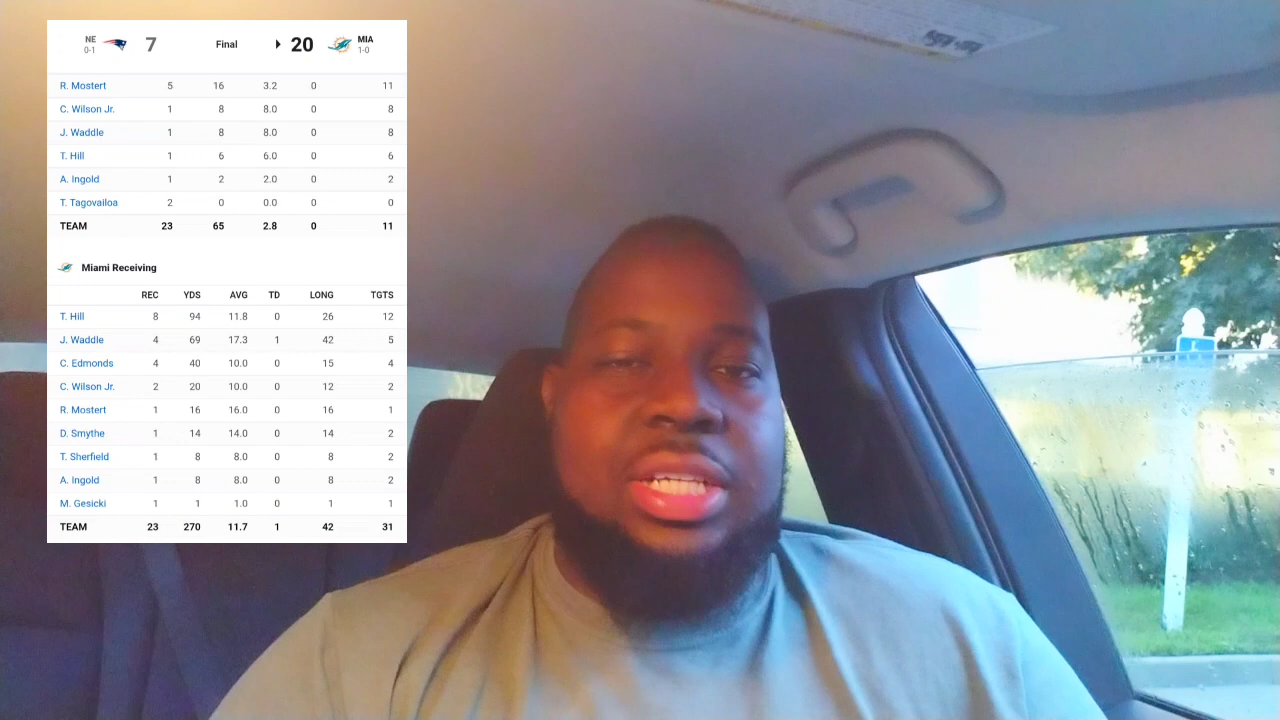 NE 7 Final 20 MIA
0-1 1-0
R. Mostert 5 16 3.2 0 11
C. Wilson Jr. 1 8 8.0 0 8
J. Waddle 1 8 8.0 0 8
T. Hill 1 6 6.0 0 6
A. Ingold 1 2 2.0 0 2
T. Tagovailoa 2 0 0.0 0 0
TEAM 23 65 2.8 0 11
Miami Receiving
REC YDS AVG TD LONG TGTS
T. Hill 8 94 11.8 0 26 12
J. Waddle 4 69 17.3 1 42 5
C. Edmonds 4 40 10.0 0 15 4
C. Wilson Jr. 2 20 10.0 0 12 2
R. Mostert 1 16 16.0 0 16 1
D. Smythe 1 14 14.0 0 14 2
T. Sherfield 1 8 8.0 0 8 2
A. Ingold 1 8 8.0 0 8 2
M. Gesicki 1 1 1.0 0 1 1
TEAM 23 270 11.7 1 42 31